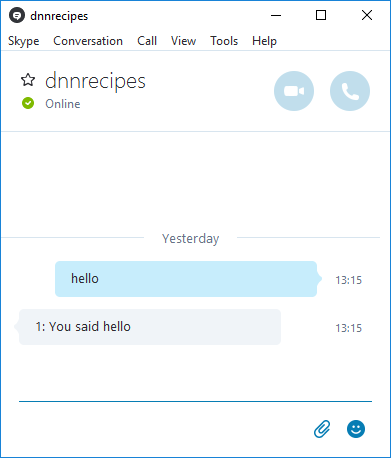 dnnrecipes
Skype Conversation Call View Tools Help
dnnrecipes
Online
Yesterday
hello 13:15
1: You said hello 13:15